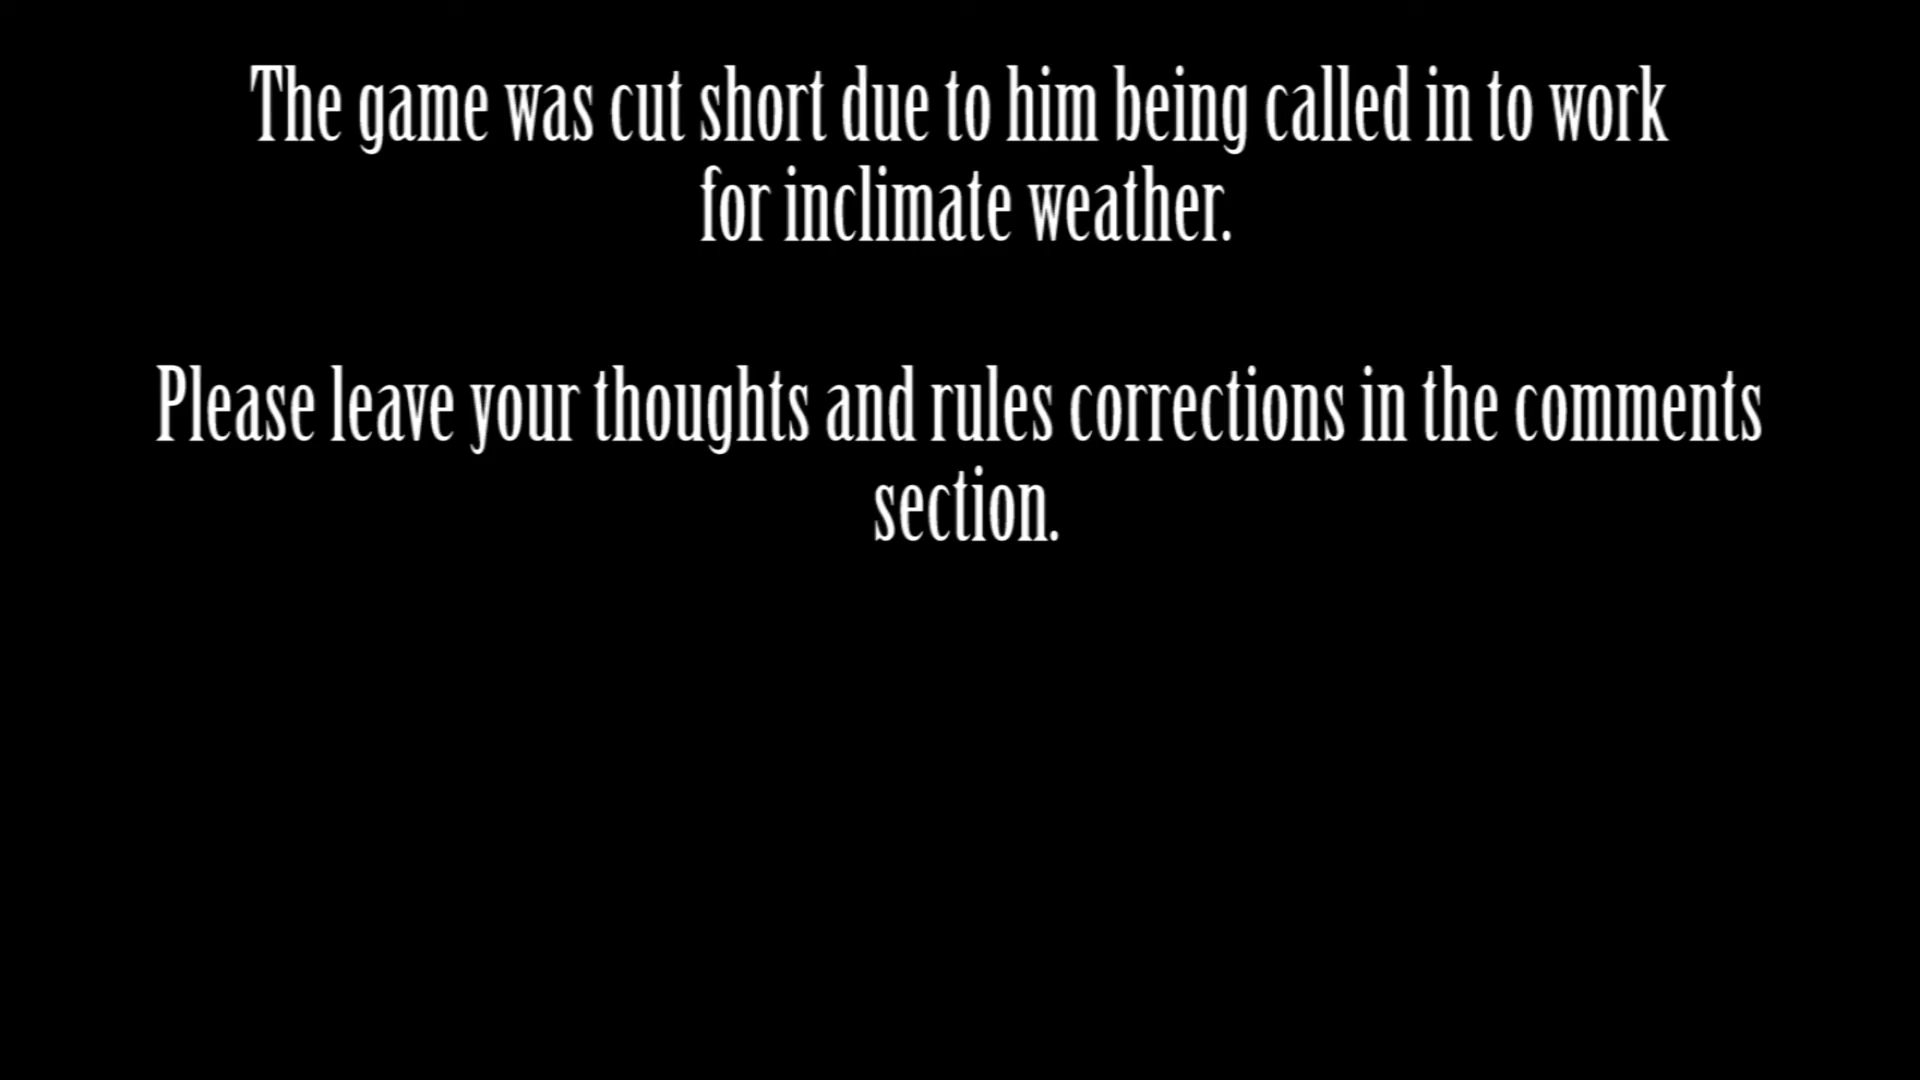 The game was cut short due to him being called in to work
for inclimate weather.
Please leave your thoughts and rules corrections in the comments
section.